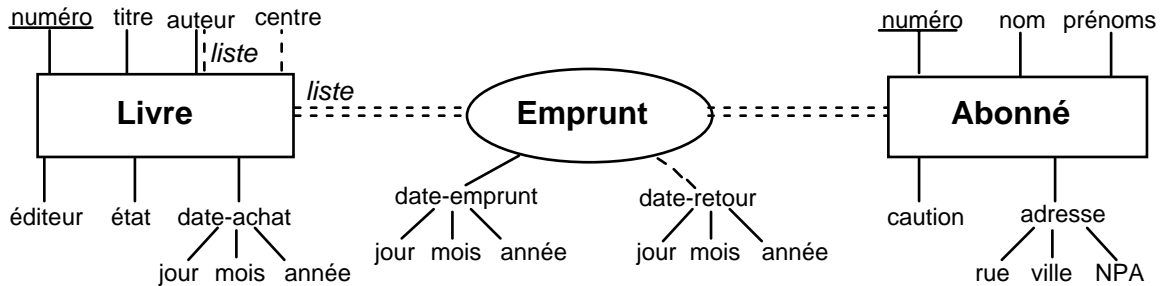 numéro titre auteur centre
numéro nom prénoms
liste
liste
Livre Emprunt Abonné
éditeur état date-achat
date-emprunt date-retour
caution adresse
jour mois année
jour mois année
jour mois année
rue ville NPA